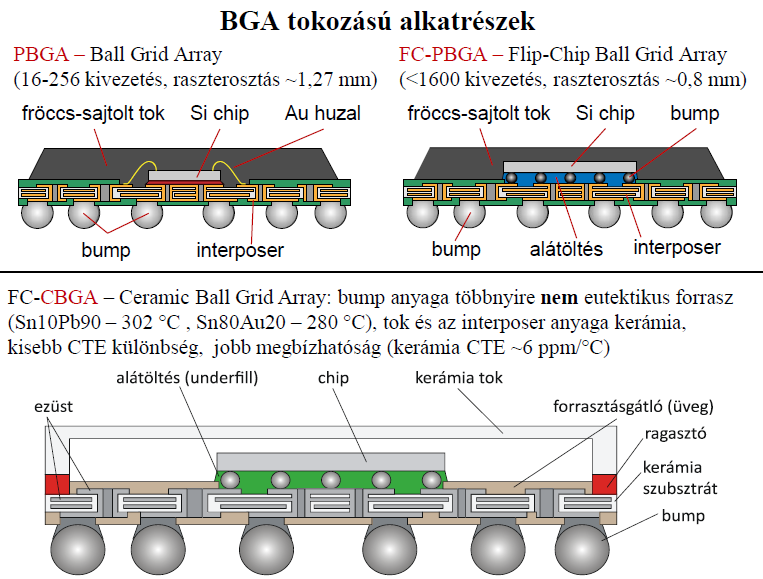 BGA tokozású alkatrészek
PBGA – Ball Grid Array
(16-256 kivezetés, raszterosztás ~1,27 mm)
fröccs-sajtolt tok Si chip Au huzal
bump interposer
FC-PBGA – Flip-Chip Ball Grid Array
(<1600 kivezetés, raszterosztás ~0,8 mm)
fröccs-sajtolt tok Si chip bump
bump alátöltés interposer
FC-CBGA – Ceramic Ball Grid Array: bump anyaga többnyire nem eutektikus forrasz
(Sn10Pb90 – 302 °C , Sn80Au20 – 280 °C), tok és az interposer anyaga kerámia,
kisebb CTE különbség, jobb megbízhatóság (kerámia CTE ~6 ppm/°C)
alátöltés (underfill) chip kerámia tok
ezüst forrasztásgátló (üveg)
ragasztó
kerámia
szubsztrát
bump